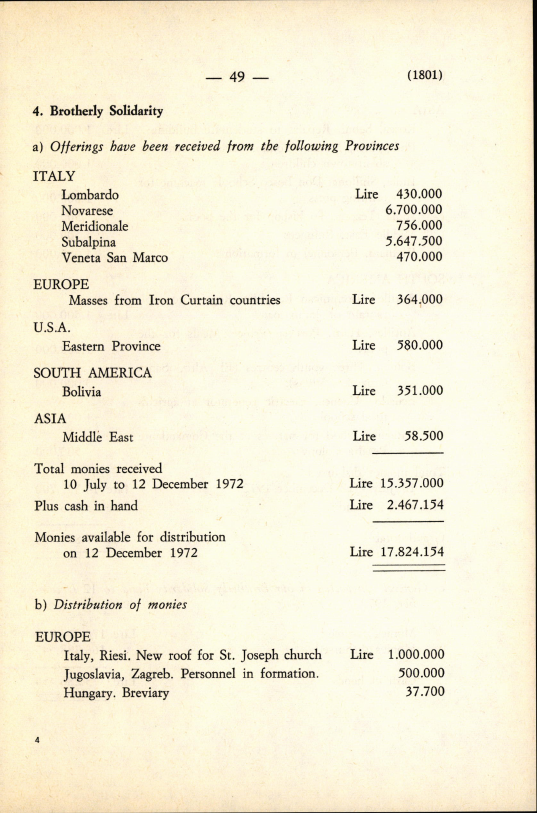 — 49 — (1801)
4. Brotherly Solidarity
a) Offerings have been received from the following Provinces
ITALY
Lombardo Lire 430.000
Novarese 6.700.000
Meridionale 756.000
Subalpina 5.647.500
Veneta San Marco 470.000
EUROPE
Masses from Iron Curtain countries Lire 364.000
U.S.A.
Eastern Province Lire 580.000
SOUTH AMERICA
Bolivia Lire 351.000
ASIA
Middle East Lire 58.500
Total monies received
10 July to 12 December 1972 Lire 15.357.000
Plus cash in hand Lire 2.467.154
Monies available for distribution
on 12 December 1972 Lire 17.824.154
b) Distribution of monies
EUROPE
Italy, Riesi. New roof for St. Joseph church Lire 1.000.000
Jugoslavia, Zagreb. Personnel in formation. 500.000
Hungary. Breviary 37.700
4